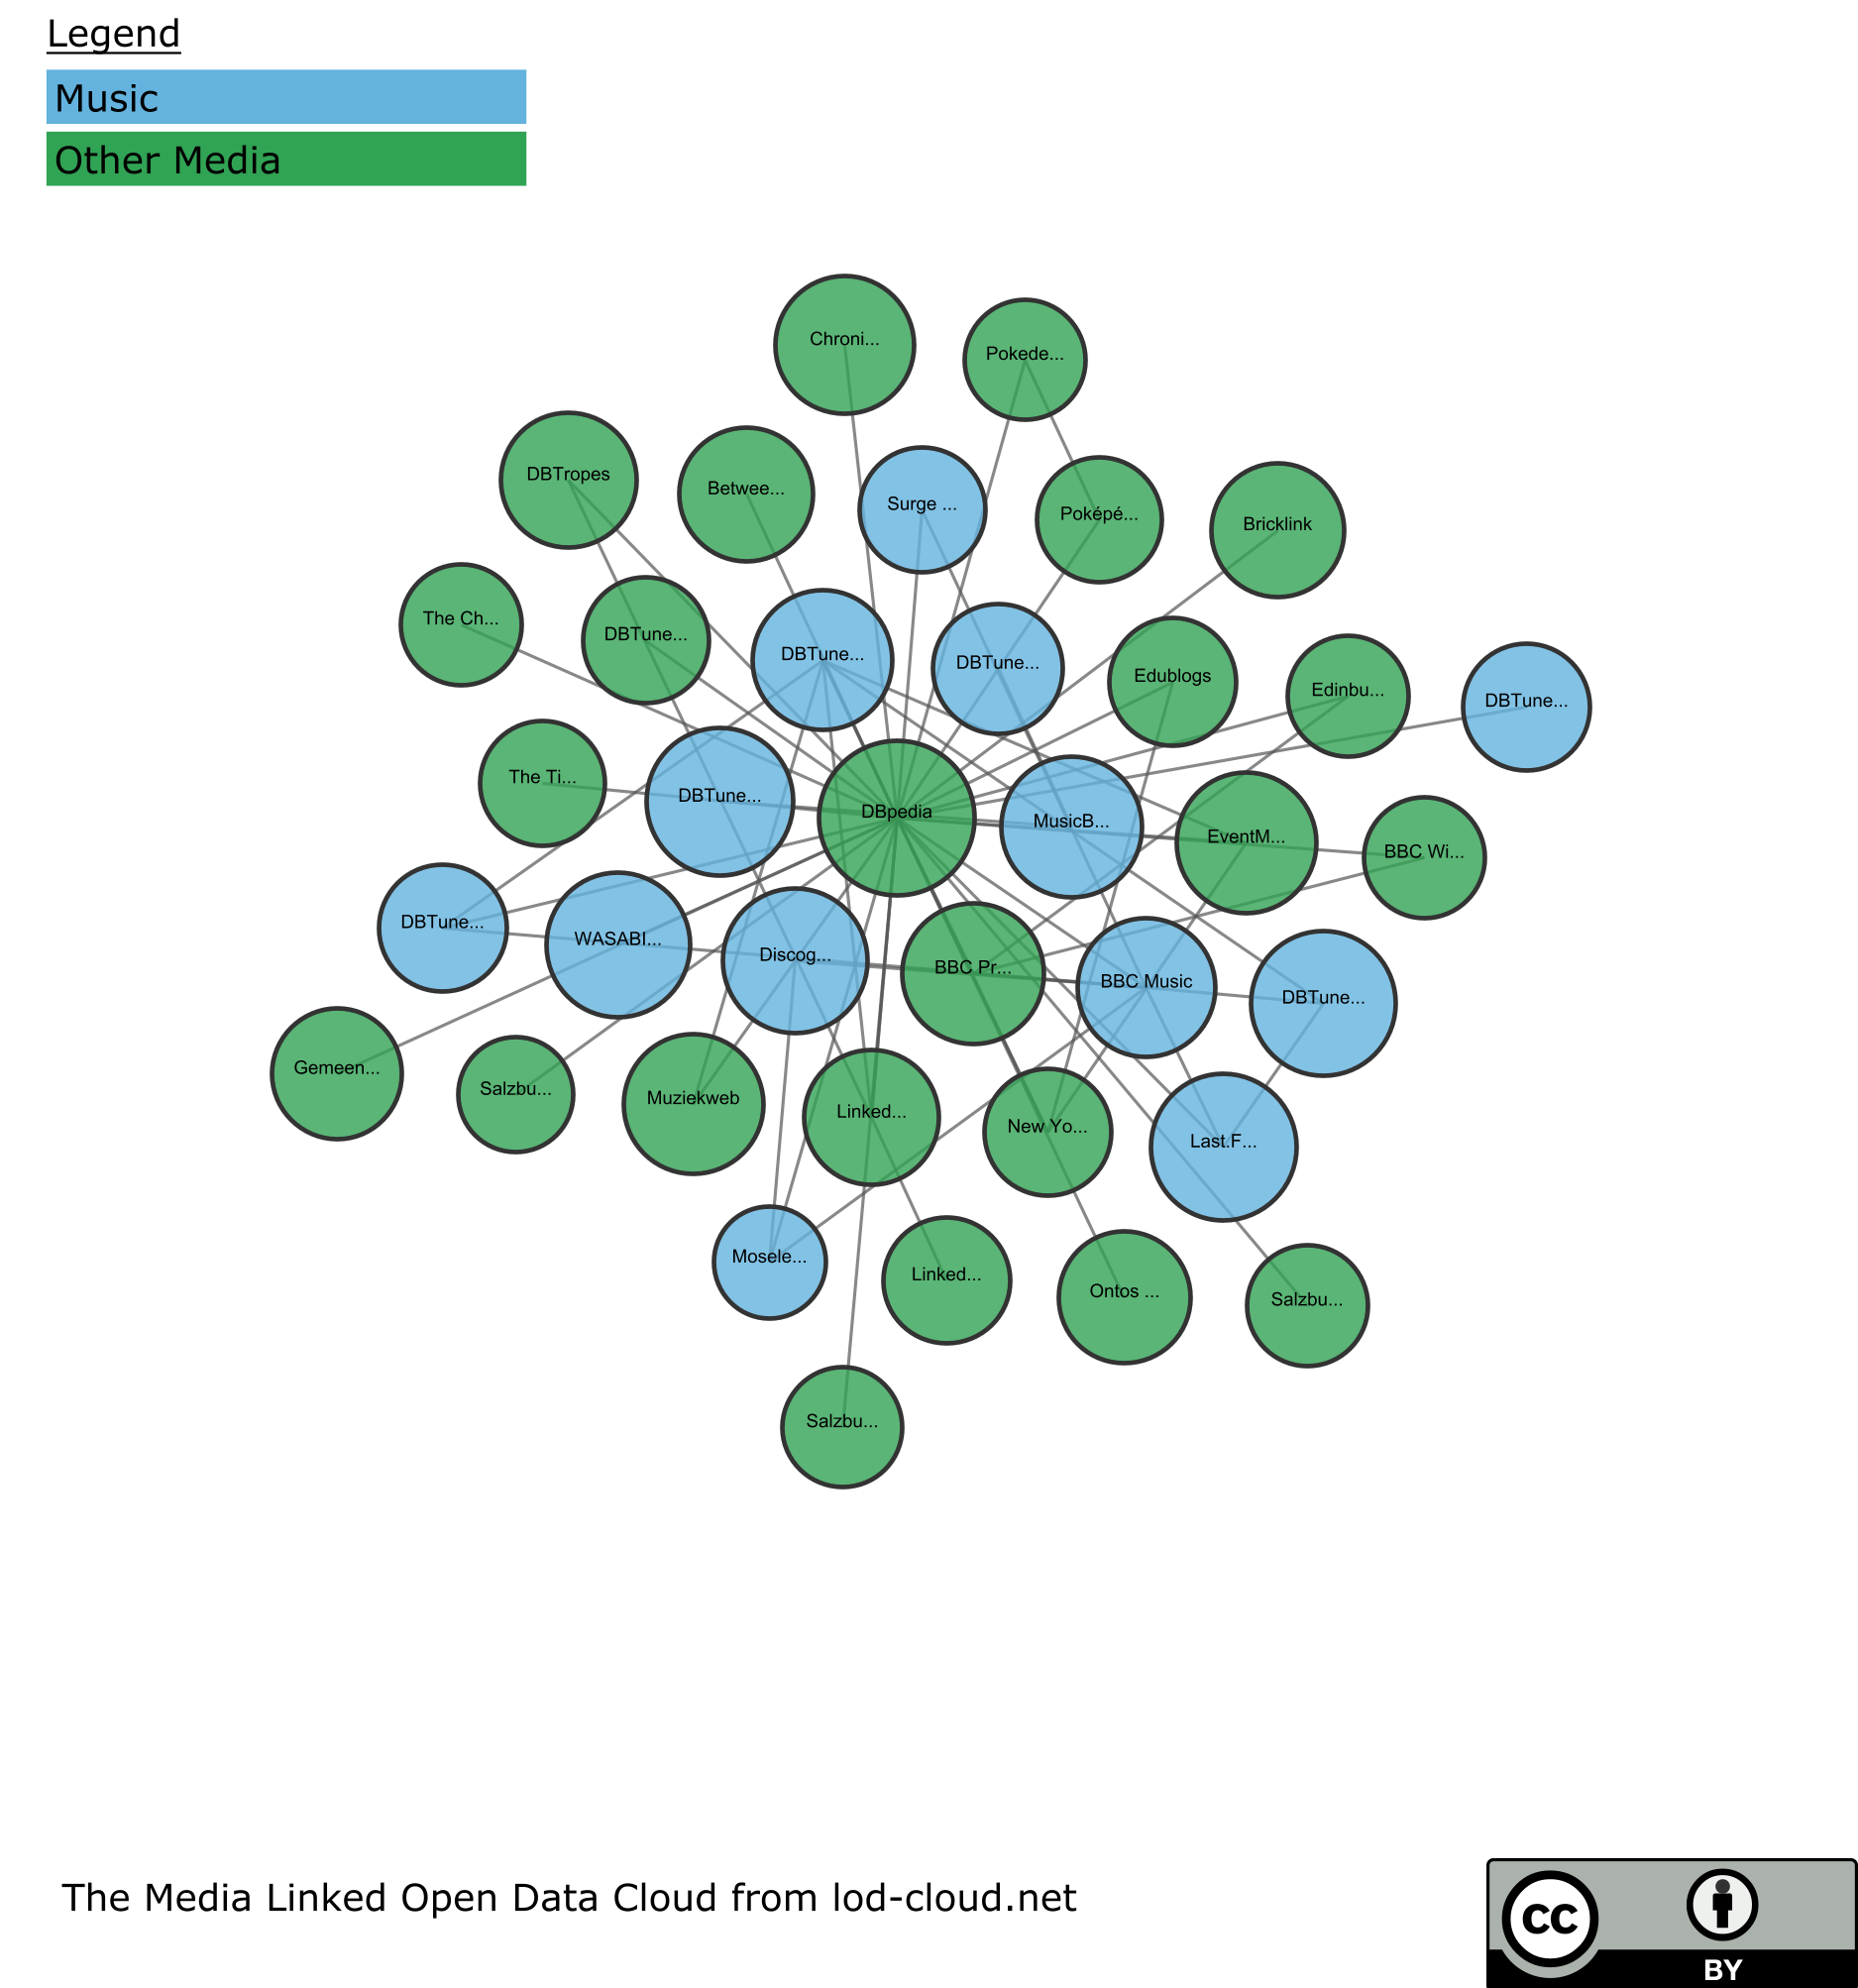 Legend
Music
Other Media
Chroni...
Pokede...
DBTropes
Betwee...
Surge ...
Poképé...
Bricklink
The Ch...
DBTune...
DBTune...
DBTune...
Edublogs
Edinbu...
DBTune...
The Ti...
DBTune...
DBpedia
MusicB...
EventM...
BBC Wi...
DBTune...
WASABI...
Discog...
BBC Pr...
BBC Music
DBTune...
Gemeen...
Salzbu...
Muziekweb
Linked...
New Yo...
Last.F...
Mosele...
Linked...
Ontos ...
Salzbu...
Salzbu...
The Media Linked Open Data Cloud from lod-cloud.net
cc
BY